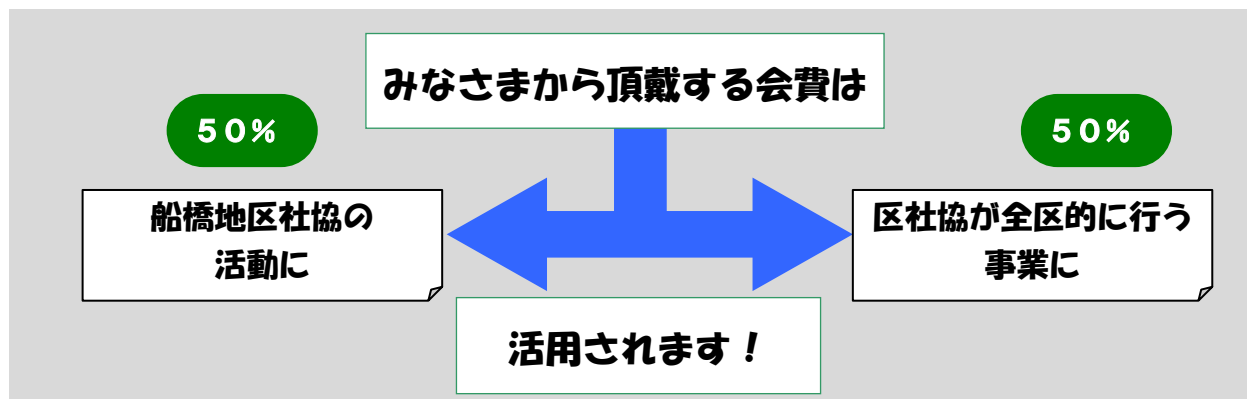 みなさまから頂戴する会費は
50%
船橋地区社協の
活動に
50%
区社協が全区的に行う
事業に
活用されます！